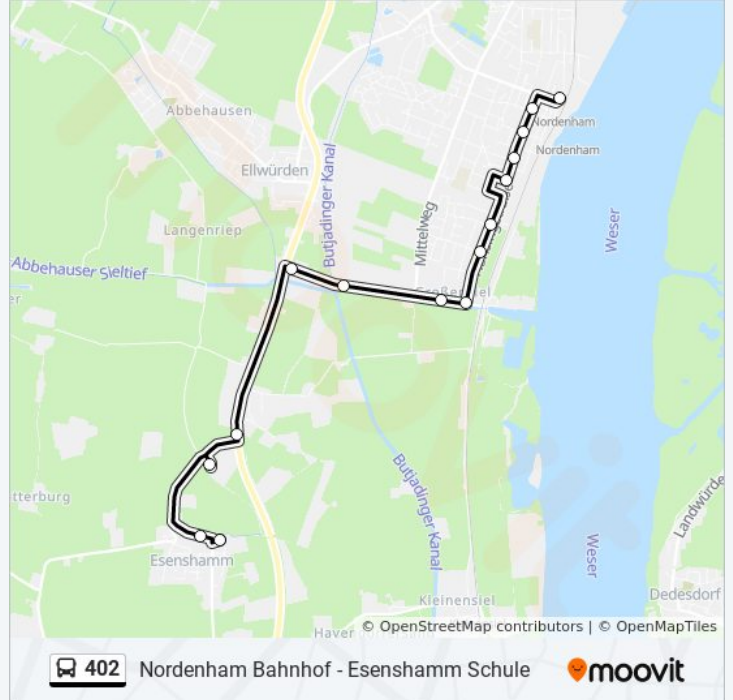 Abbehausen
Nordenham
Nordenham
Ellwürden
Butjadinger Kanal
Mittelweg
Weser
Langenriep
Abbehauser Sieltief
Butjadinger Kanal
Landwürde
tterburg
Weser
Esenshamm
Kleinensiel
Dedesdorf
© OpenStreetMap contributors | © OpenMapTiles
Haver
402 Nordenham Bahnhof - Esenshamm Schule moovit